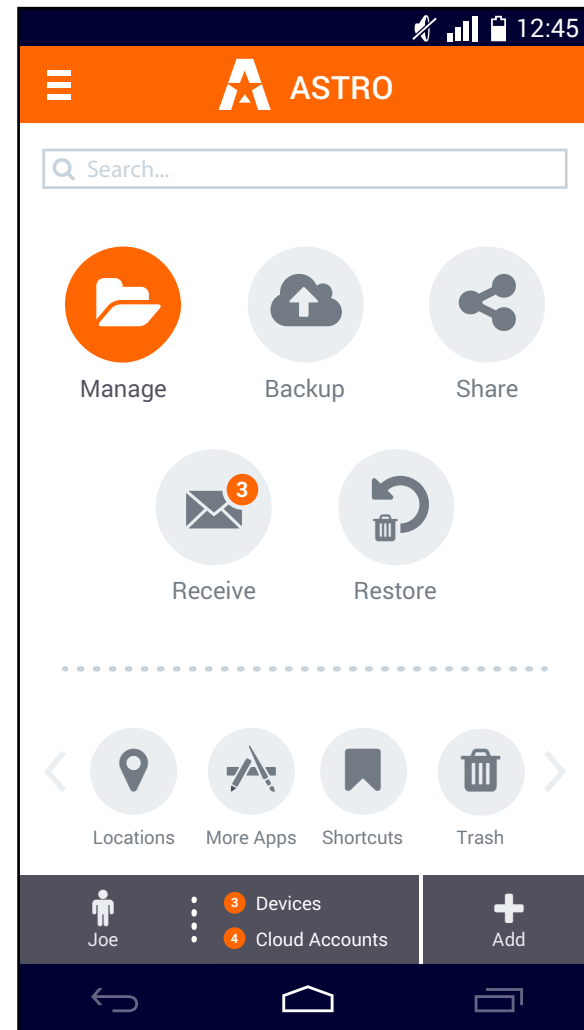 12:45
ASTRO
Search...
Manage Backup Share
3
Receive Restore
Locations More Apps Shortcuts Trash
3 Devices
Joe 4 Cloud Accounts Add